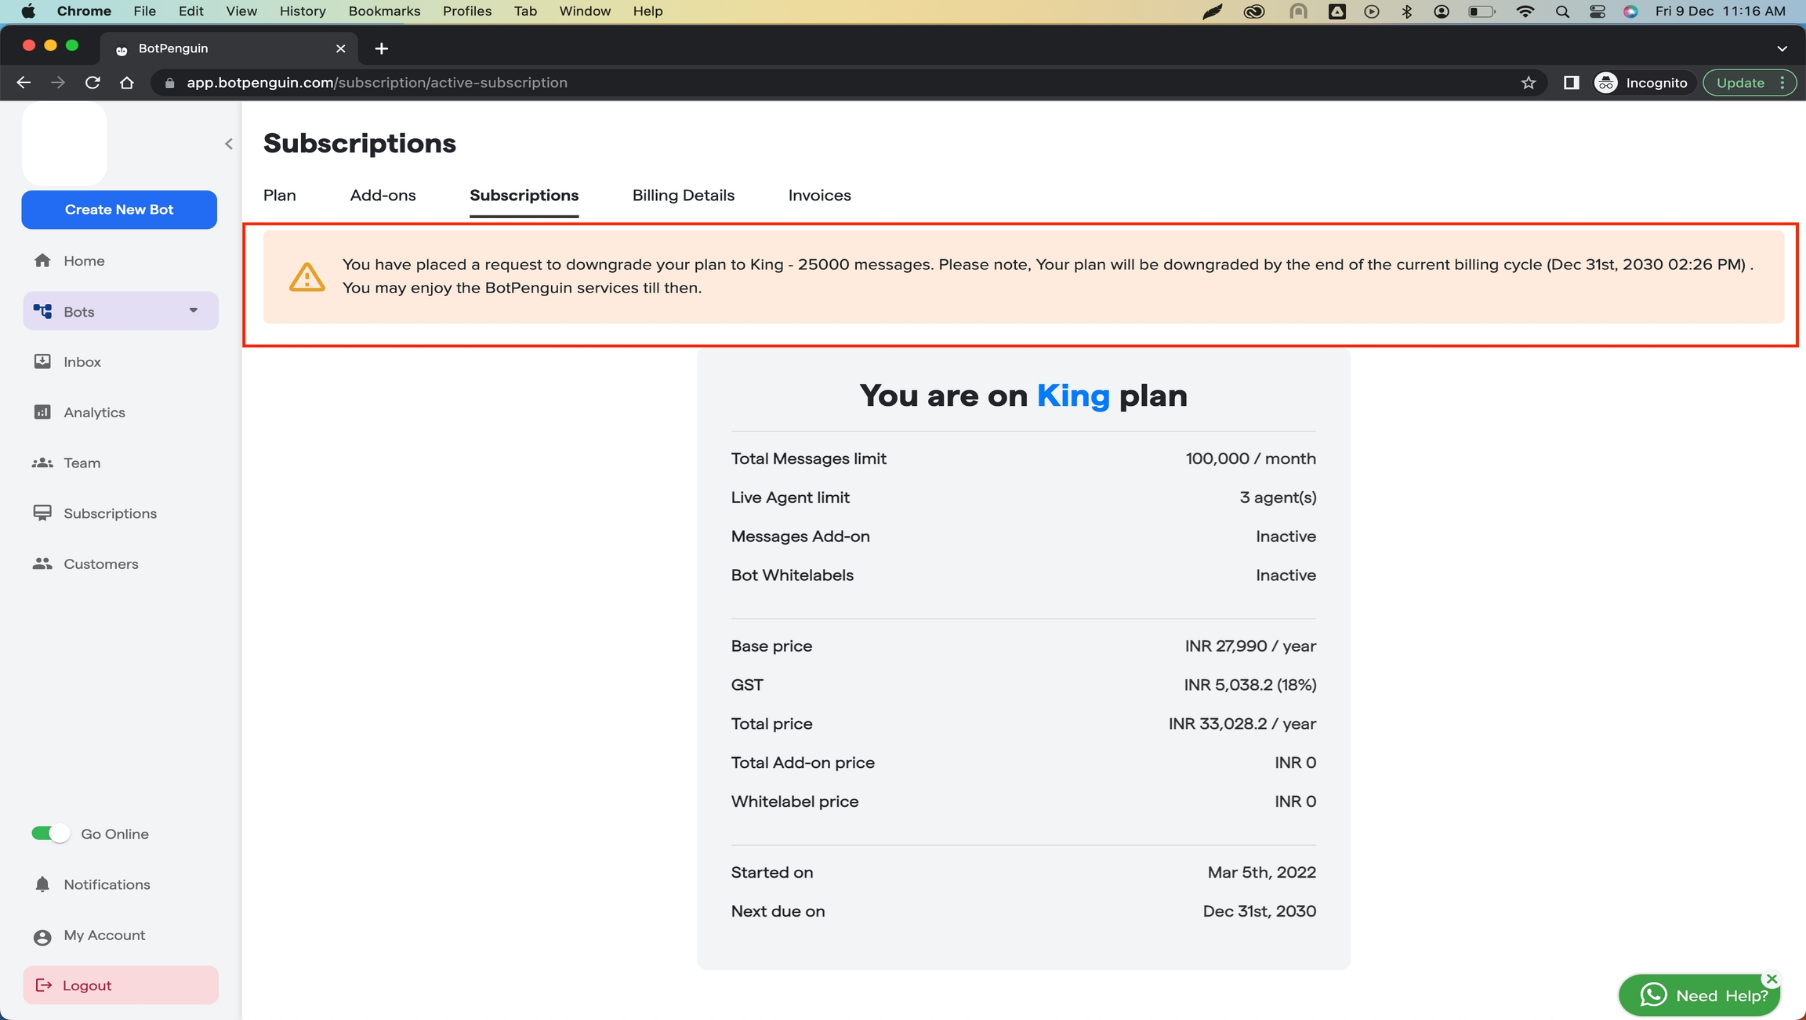 Chrome File Edit View History Bookmarks Profiles Tab Window Help Fri 9 Dec 11:16 AM
BotPenguin
app.botpenguin.com/subscription/active-subscription Incognito Update
Subscriptions
Plan Add-ons Subscriptions Billing Details Invoices
Create New Bot
Home
Bots
Inbox
Analytics
Team
Subscriptions
Customers
Go Online
Notifications
My Account
Logout
You have placed a request to downgrade your plan to King - 25000 messages. Please note, Your plan will be downgraded by the end of the current billing cycle (Dec 31st, 2030 02:26 PM) .
You may enjoy the BotPenguin services till then.
You are on King plan
Total Messages limit 100,000 / month
Live Agent limit 3 agent(s)
Messages Add-on Inactive
Bot Whitelabels Inactive
Base price INR 27,990 / year
GST INR 5,038.2 (18%)
Total price INR 33,028.2 / year
Total Add-on price INR 0
Whitelabel price INR 0
Started on Mar 5th, 2022
Next due on Dec 31st, 2030
Need Help?